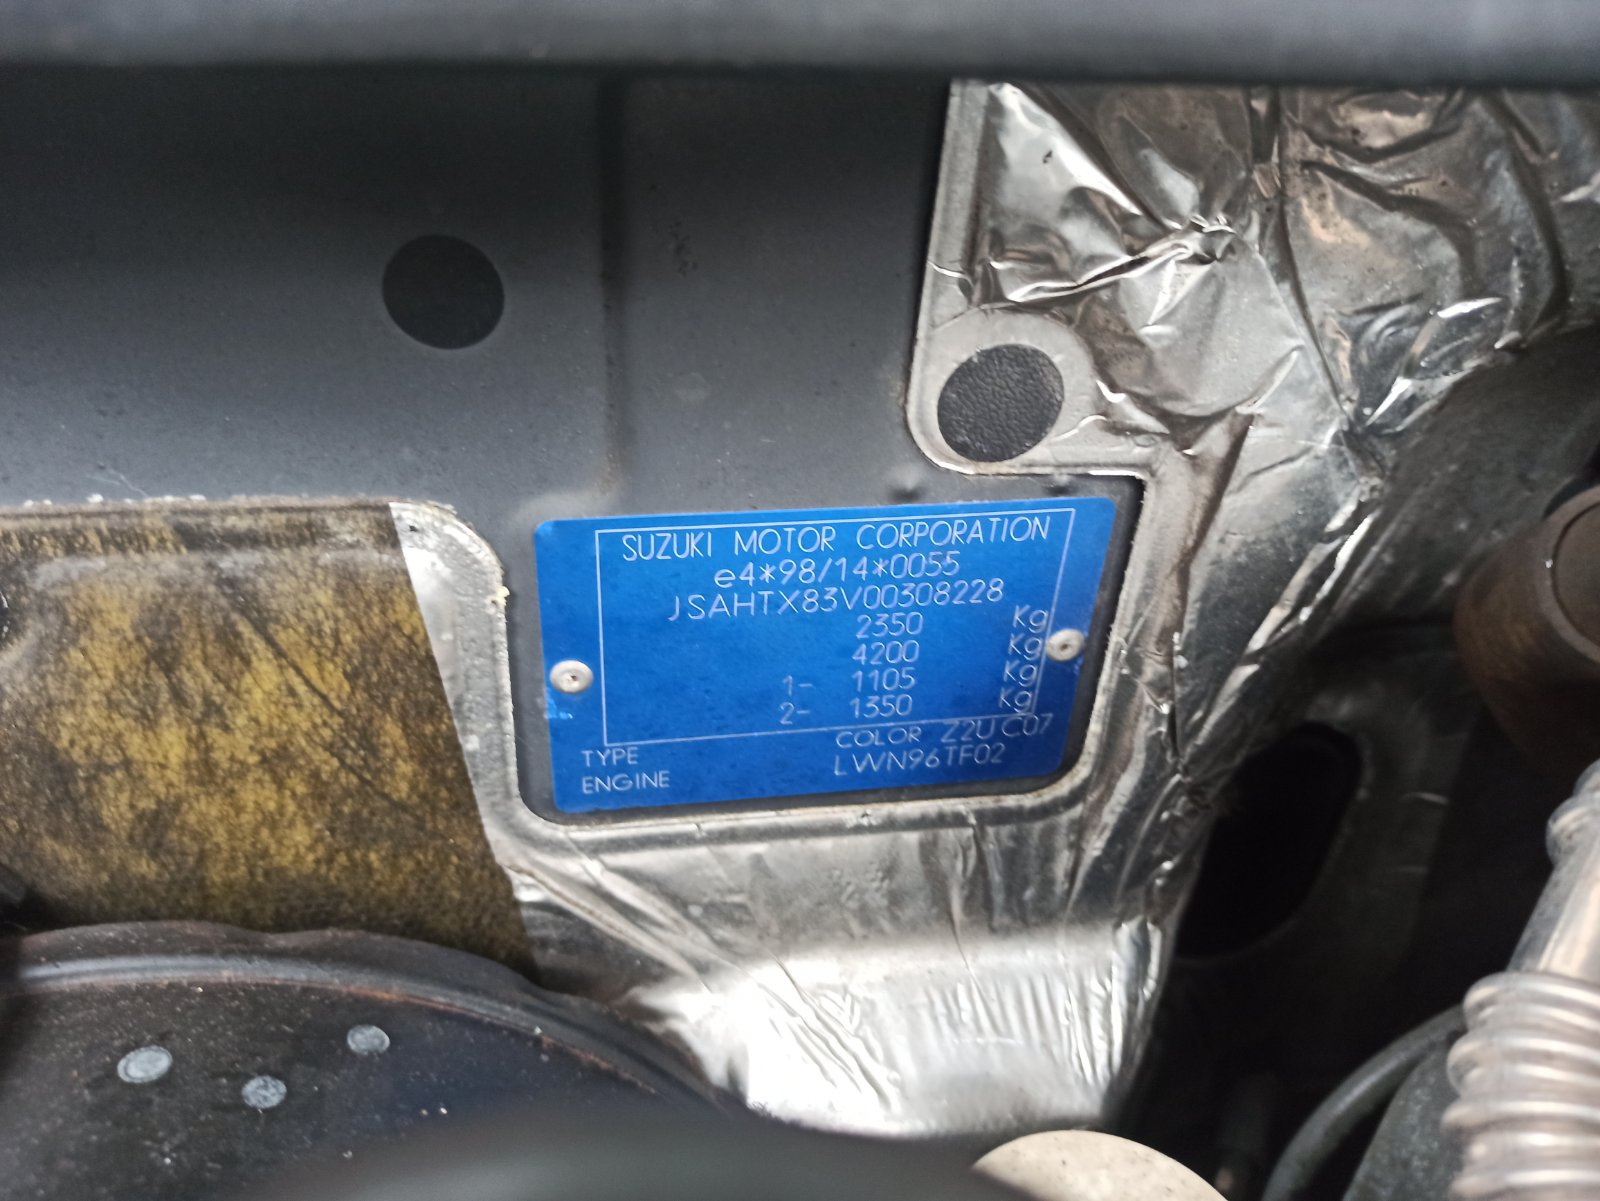 SUZUKI MOTOR CORPORATION
e4*98/14*0055
JSAHTX83V00308228
2350 Kg
4200 Kg
1- 1105 Kg
2- 1350 Kg
TYPE COLOR Z2U C07
ENGINE LWN96TF02